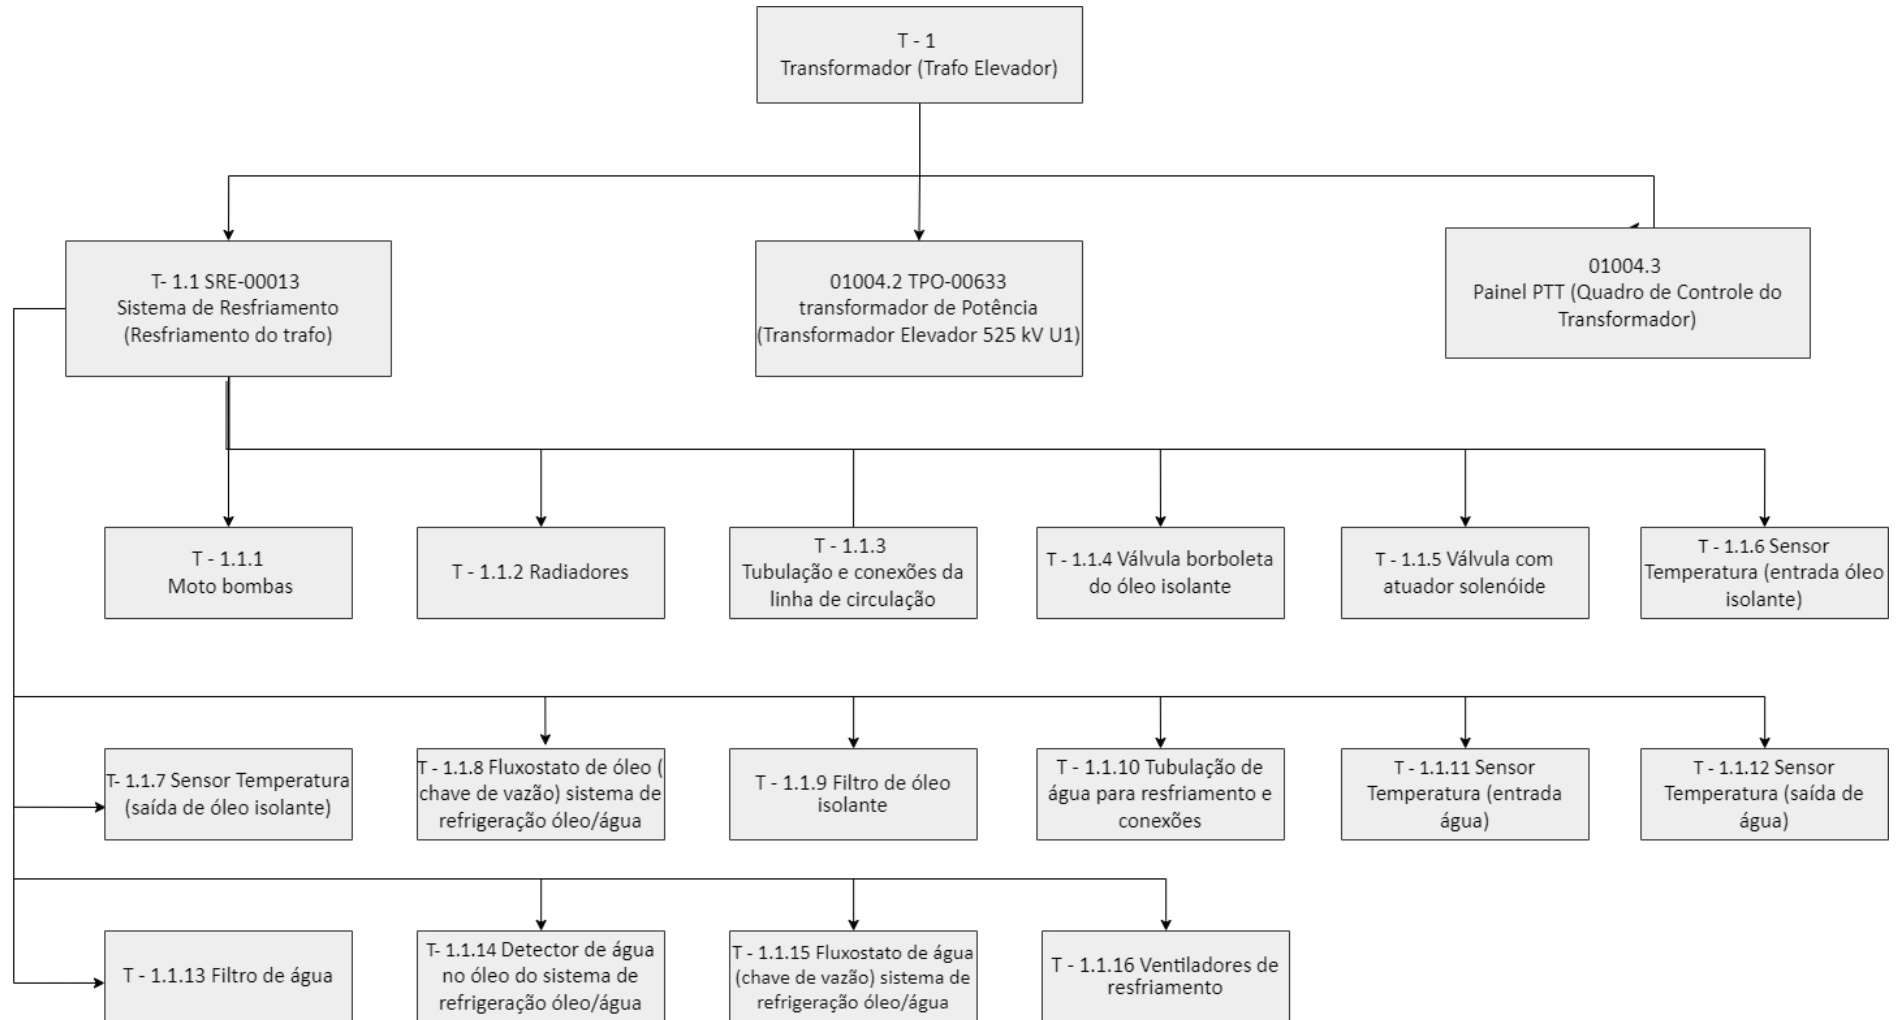 T - 1
Transformador (Trafo Elevador)
T- 1.1 SRE-00013
Sistema de Resfriamento
(Resfriamento do trafo)
01004.2 TPO-00633
transformador de Potência
(Transformador Elevador 525 kV U1)
01004.3
Painel PTT (Quadro de Controle do
Transformador)
T - 1.1.1
Moto bombas
T - 1.1.2 Radiadores
T - 1.1.3
Tubulação e conexões da
linha de circulação
T - 1.1.4 Válvula borboleta
do óleo isolante
T - 1.1.5 Válvula com
atuador solenóide
T - 1.1.6 Sensor
Temperatura (entrada óleo
isolante)
T- 1.1.7 Sensor Temperatura
(saída de óleo isolante)
T - 1.1.8 Fluxostato de óleo (
chave de vazão) sistema de
refrigeração óleo/água
T - 1.1.9 Filtro de óleo
isolante
T - 1.1.10 Tubulação de
água para resfriamento e
conexões
T - 1.1.11 Sensor
Temperatura (entrada
água)
T - 1.1.12 Sensor
Temperatura (saída de
água)
T - 1.1.13 Filtro de água
T- 1.1.14 Detector de água
no óleo do sistema de
refrigeração óleo/água
T - 1.1.15 Fluxostato de água
(chave de vazão) sistema de
refrigeração óleo/água
T - 1.1.16 Ventiladores de
resfriamento